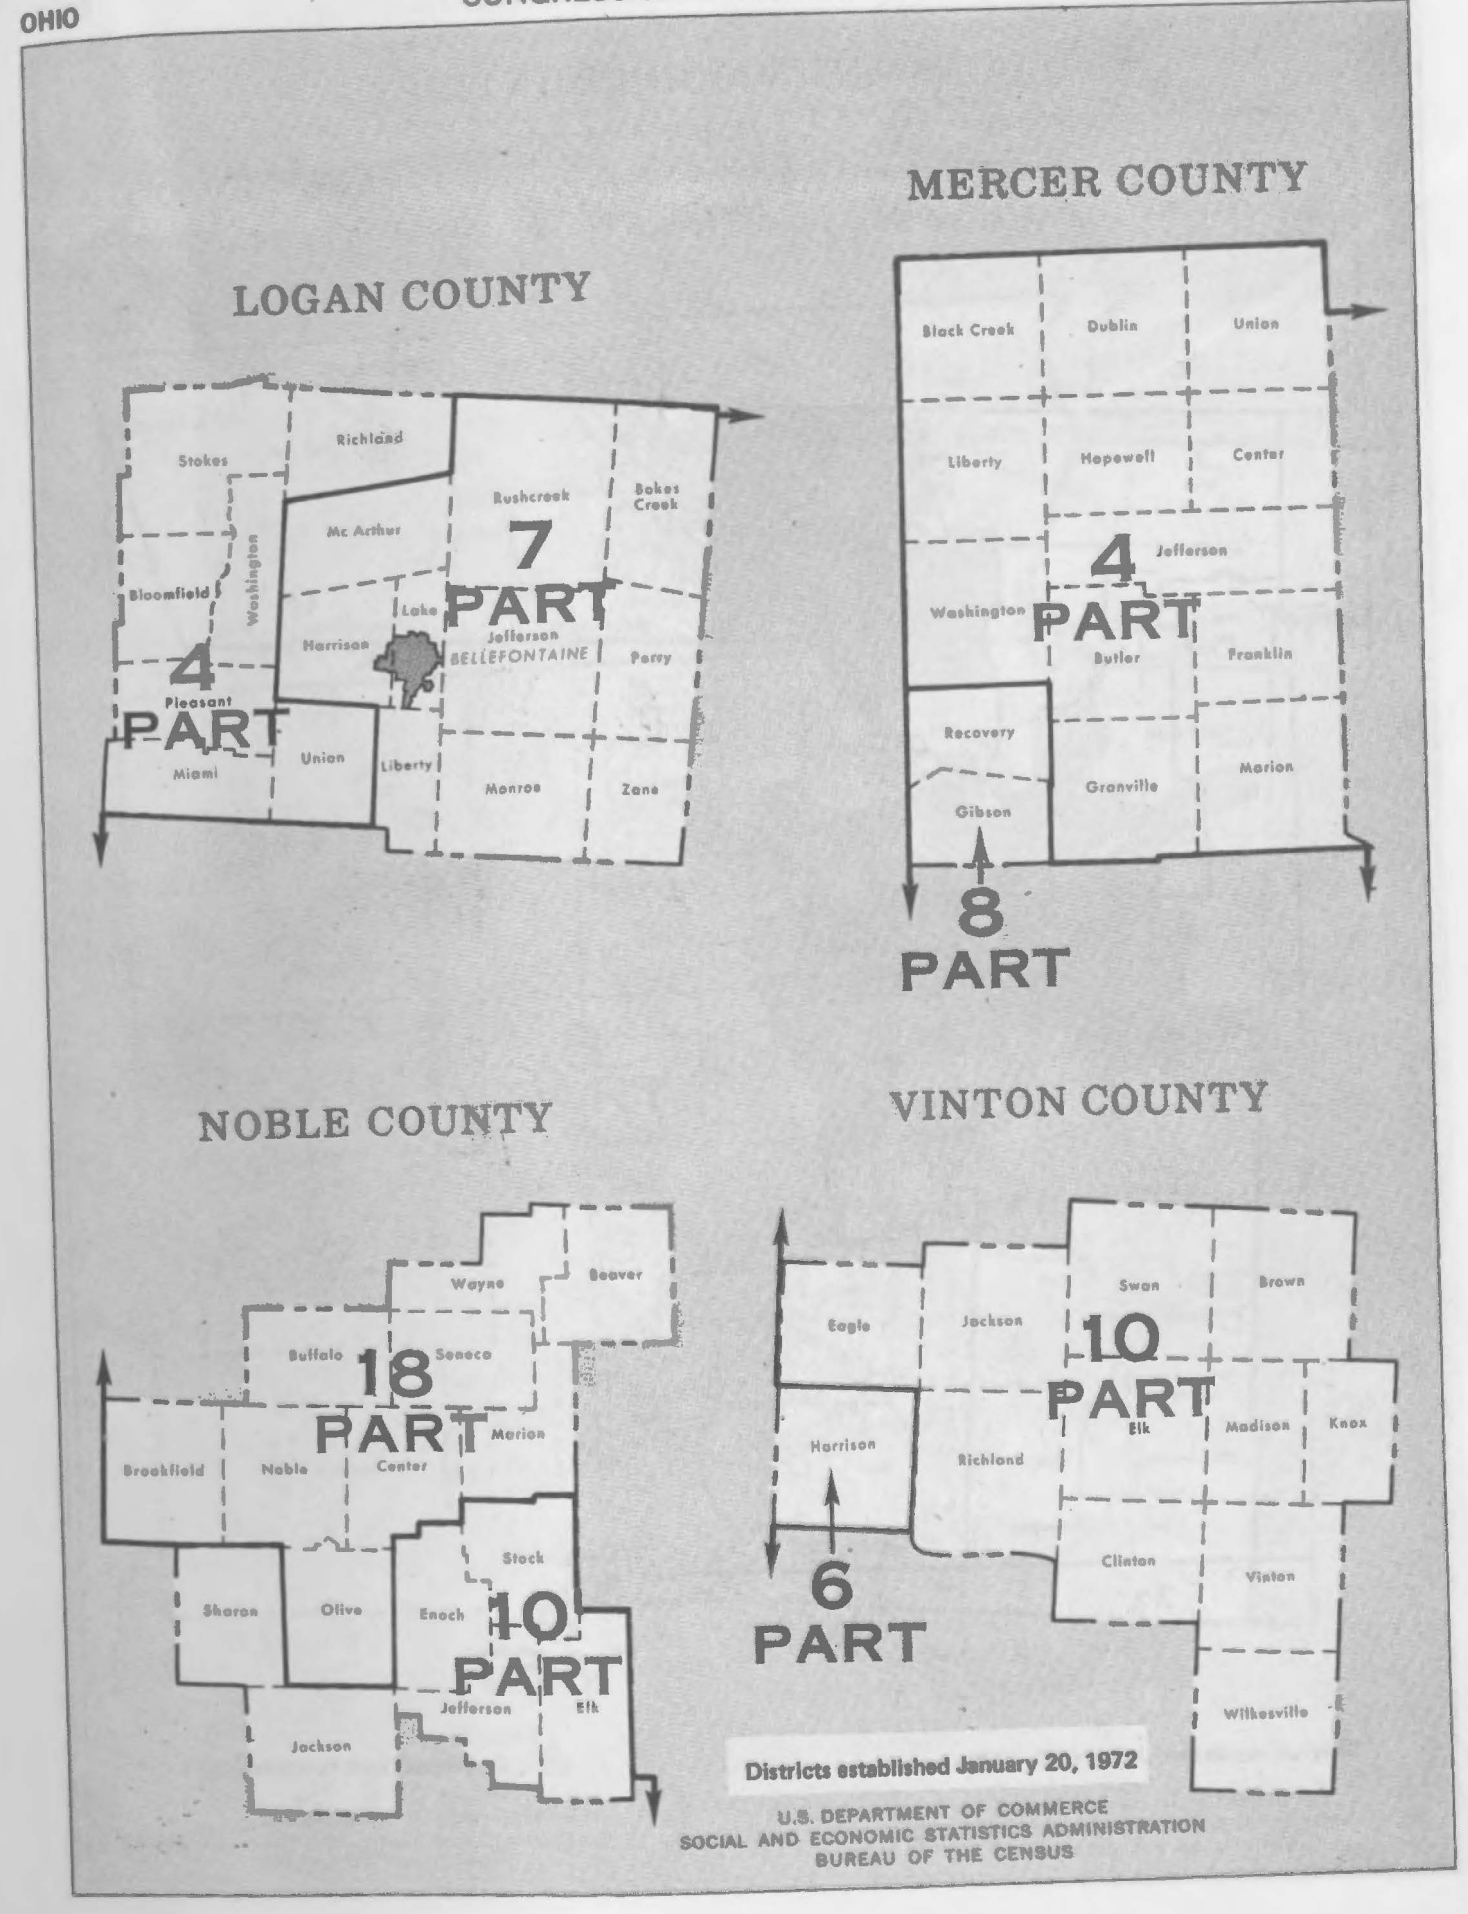 OHIO
MERCER COUNTY
LOGAN COUNTY
Black Creek
Dublin
Union
Liberty
Hopewell
Center
4
PART
Jefferson
Washington
Butler
Franklin
Recovery
Granville
Marion
Gibson
8
PART
Richland
Stokes
Rushcreek
Bokes
Creek
Mc Arthur
7
PART
Washington
Bloomfield
Lake
Harrison
Jefferson
BELLEFONTAINE
Perry
4
Pleasant
PART
Miami
Union
Liberty
Monroe
Zane
NOBLE COUNTY
VINTON COUNTY
Wayne
Beaver
Buffalo
18
PART
Seneca
Marion
Brookfield
Noble
Center
Stock
Sharon
Olive
Enoch
10
PART
Jefferson
Elk
Jackson
Swan
Brown
Eagle
Jackson
10
PART
Elk
Madison
Knox
Harrison
Richland
Clinton
Vinton
6
PART
Wilkesville
Districts established January 20, 1972
U.S. DEPARTMENT OF COMMERCE
SOCIAL AND ECONOMIC STATISTICS ADMINISTRATION
BUREAU OF THE CENSUS